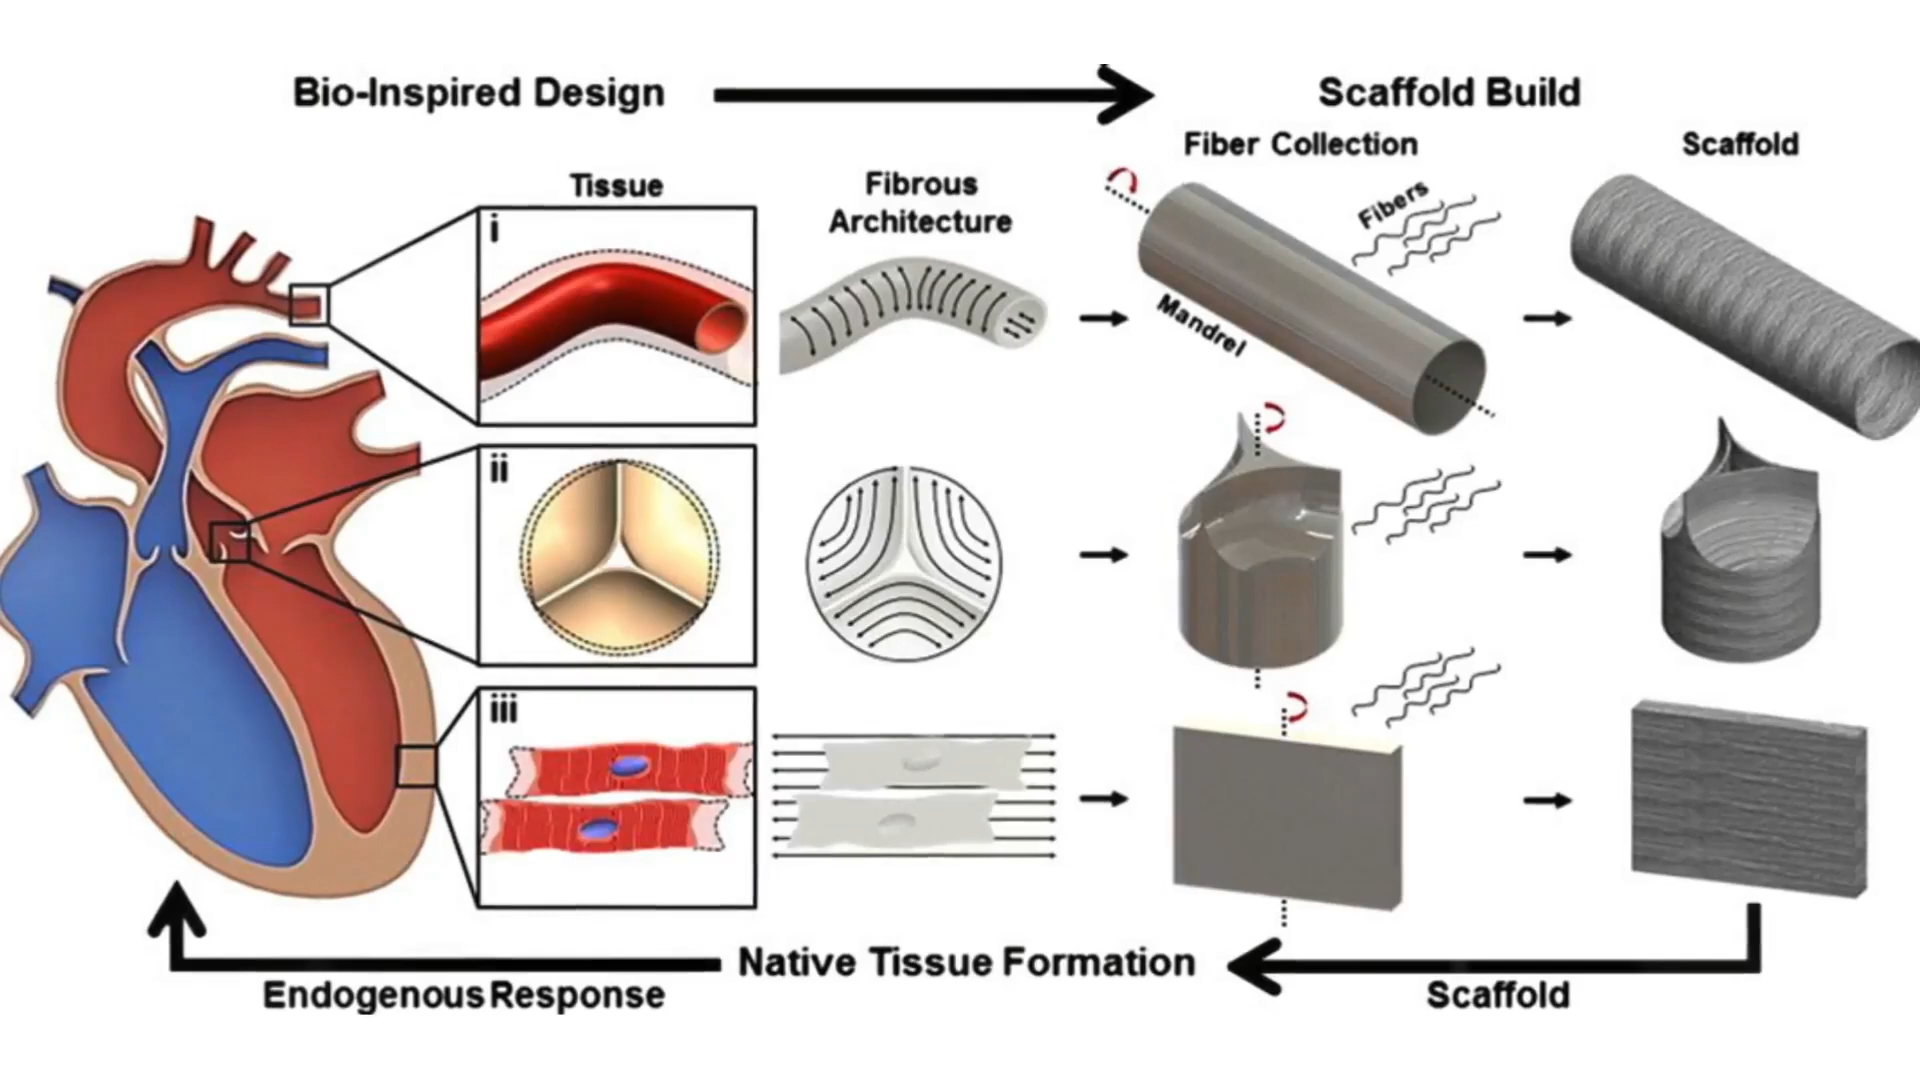 Bio-Inspired Design
Scaffold Build
Fiber Collection
Scaffold
Tissue
Fibrous
Architecture
i
Fibers
Mandrel
ii
iii
Native Tissue Formation
Endogenous Response
Scaffold